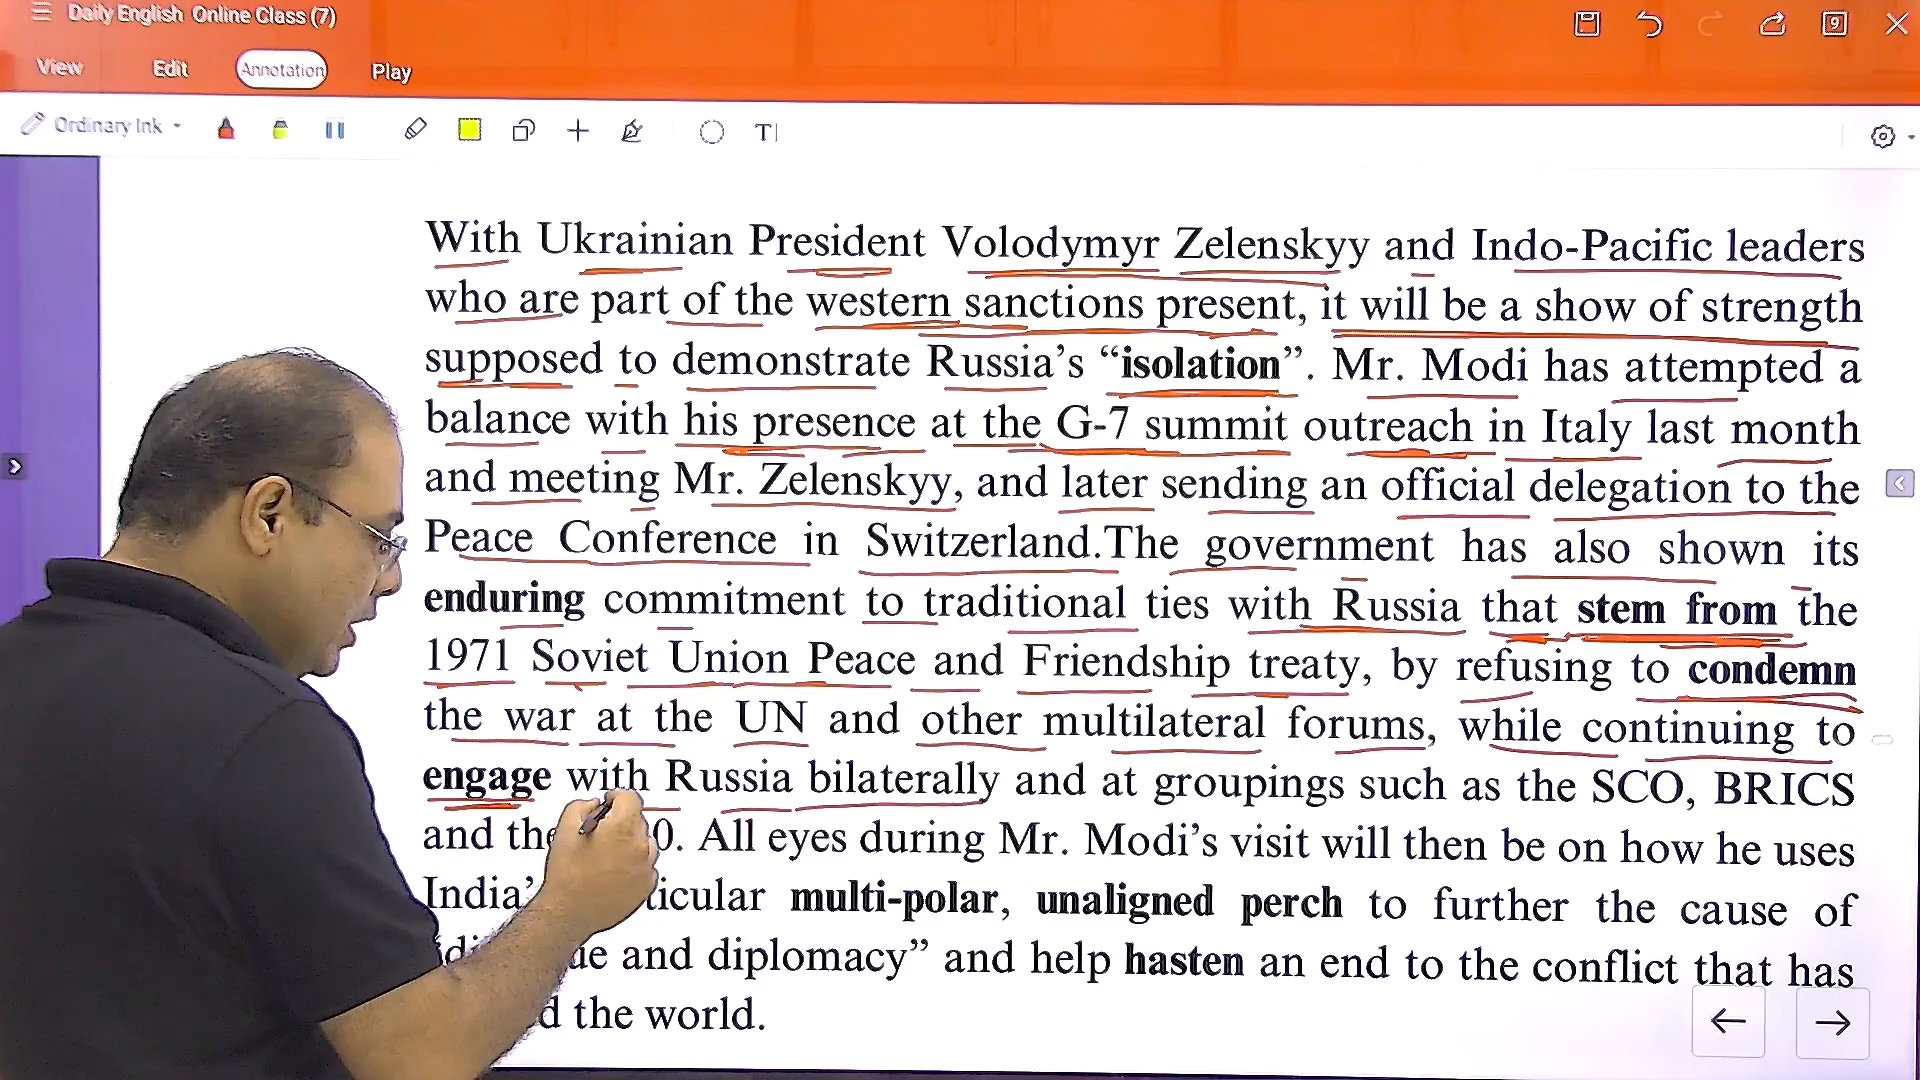 Daily English Online Class (7)
9
View Edit Annotation Play
Ordinary Ink
T
With Ukrainian President Volodymyr Zelenskyy and Indo-Pacific leaders
who are part of the western sanctions present, it will be a show of strength
supposed to demonstrate Russia's “isolation”. Mr. Modi has attempted a
balance with his presence at the G-7 summit outreach in Italy last month
and meeting Mr. Zelenskyy, and later sending an official delegation to the
Peace Conference in Switzerland.The government has also shown its
enduring commitment to traditional ties with Russia that stem from the
1971 Soviet Union Peace and Friendship treaty, by refusing to condemn
the war at the UN and other multilateral forums, while continuing to
engage with Russia bilaterally and at groupings such as the SCO, BRICS
and the 0. All eyes during Mr. Modi’s visit will then be on how he uses
India’ ticular multi-polar, unaligned perch to further the cause of
ue and diplomacy” and help hasten an end to the conflict that has
d the world.